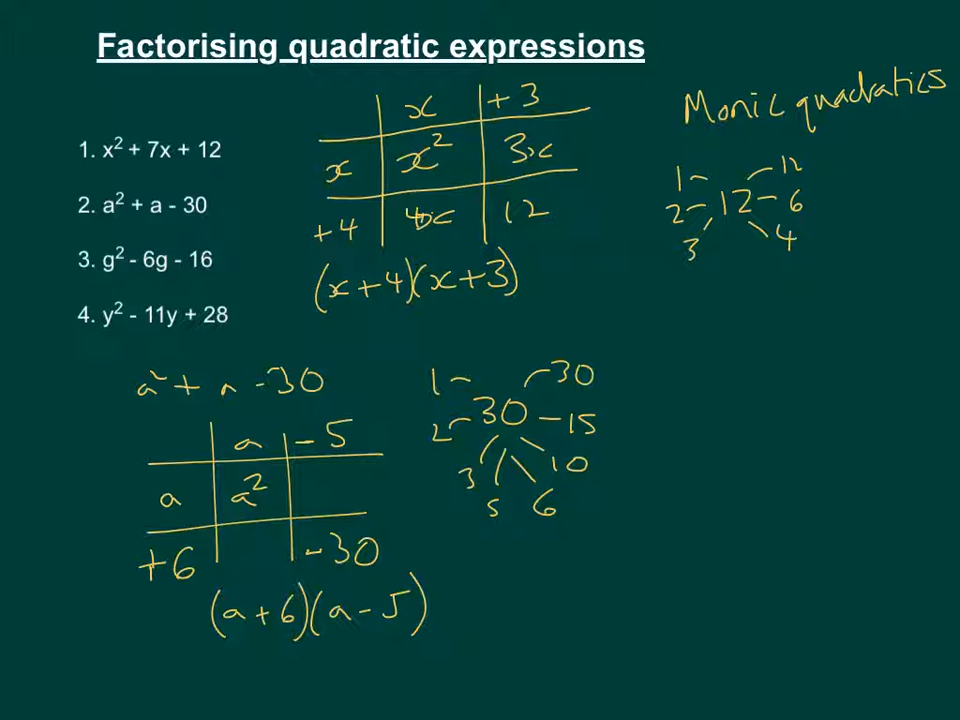 Factorising quadratic expressions
Monic quadratics
1. x² + 7x + 12
2. a² + a - 30
3. g² - 6g - 16
4. y² - 11y + 28
x +3
x x² 3x
+4 4x 12
(x+4)(x+3)
1 12
2 12 6
3 4
a² + a -30
a -5
a a²
+6 -30
(a+6)(a-5)
1 30
2 30 15
3 10
5 6